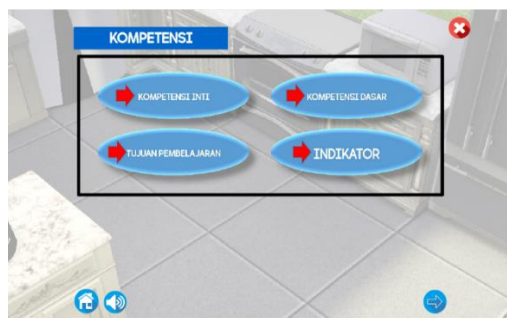 KOMPETENSI
KOMPETENSI INTI
KOMPETENSI DASAR
TUJUAN PEMBELAJARAN
INDIKATOR